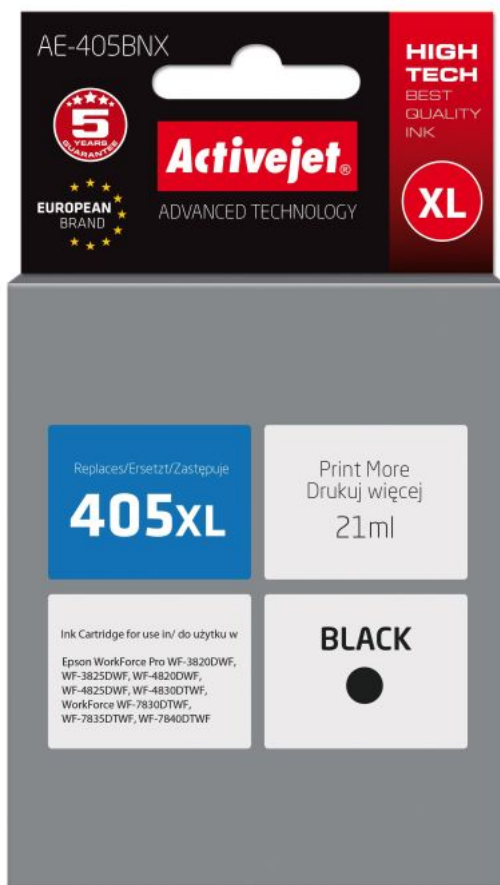 AE-405BNX
HIGH
TECH
BEST
QUALITY
INK
5
YEARS
GUARANTEE
Activejet®
ADVANCED TECHNOLOGY
EUROPEAN
BRAND
XL
Replaces/Ersetzt/Zastępuje
405XL
Print More
Drukuj więcej
21ml
Ink Cartridge for use in/ do użytku w
Epson WorkForce Pro WF-3820DWF,
WF-3825DWF, WF-4820DWF,
WF-4825DWF, WF-4830DTWF,
WorkForce WF-7830DTWF,
WF-7835DTWF, WF-7840DTWF
BLACK